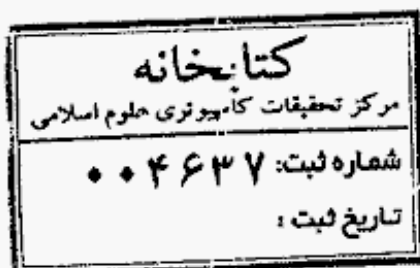 کتابخانه
مرکز تحقیقات کامپیوتری علوم اسلامی
شماره ثبت: ۰۰۴۶۳۷
تاریخ ثبت :